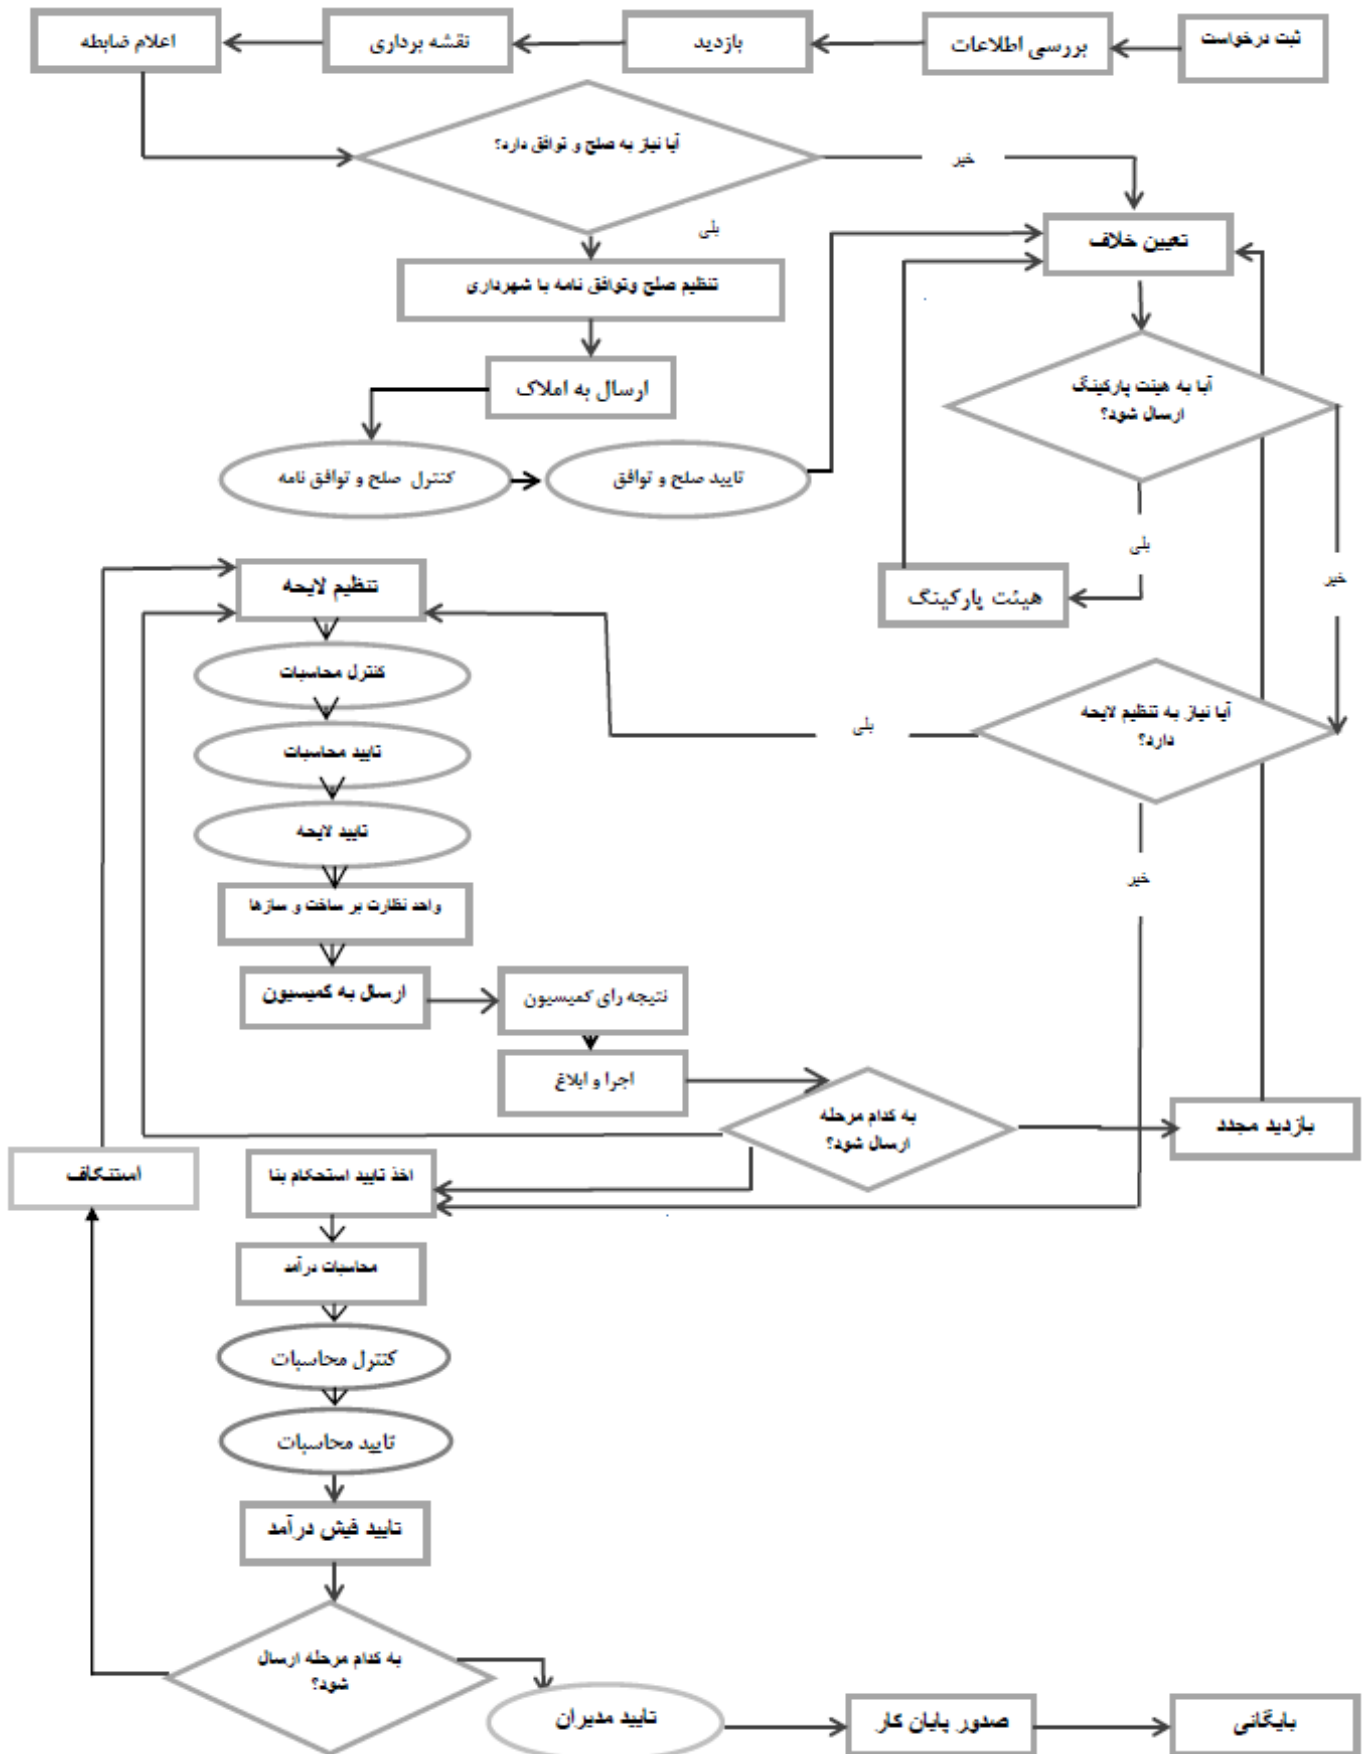 ثبت درخواست
بررسی اطلاعات
بازدید
نقشه برداری
اعلام ضابطه
آیا نیاز به صلح و توافق دارد؟
خیر
بلی
تعیین خلاف
تنظیم صلح وتوافق نامه با شهرداری
آیا به هیئت پارکینگ
ارسال شود؟
ارسال به املاک
کنترل صلح و توافق نامه
تایید صلح و توافق
بلی
خیر
هیئت پارکینگ
تنظیم لایحه
کنترل محاسبات
آیا نیاز به تنظیم لایحه
دارد؟
بلی
خیر
تایید محاسبات
تایید لایحه
واحد نظارت بر ساخت و سازها
ارسال به کمیسیون
نتیجه رای کمیسیون
اجرا و ابلاغ
به کدام مرحله
ارسال شود؟
بازدید مجدد
استنکاف
اخذ تایید استحکام بنا
محاسبات درآمد
کنترل محاسبات
تایید محاسبات
تایید فیش درآمد
به کدام مرحله ارسال
شود؟
تایید مدیران
صدور پایان کار
بایگانی